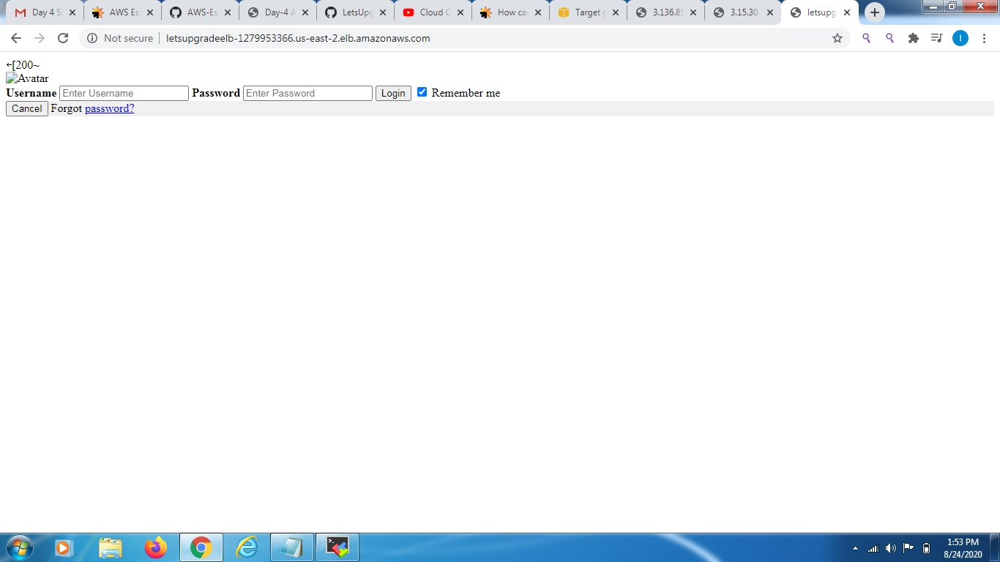 Day 4 S
AWS Es
AWS-Es
Day-4 A
LetsUpg
Cloud C
How car
Target g
3.136.85
3.15.30.
letsupg
Not secure
letsupgradeelb-1279953366.us-east-2.elb.amazonaws.com
I
←[200~
Avatar
Username Enter Username Password Enter Password Login Remember me
Cancel Forgot password?
1:53 PM
8/24/2020